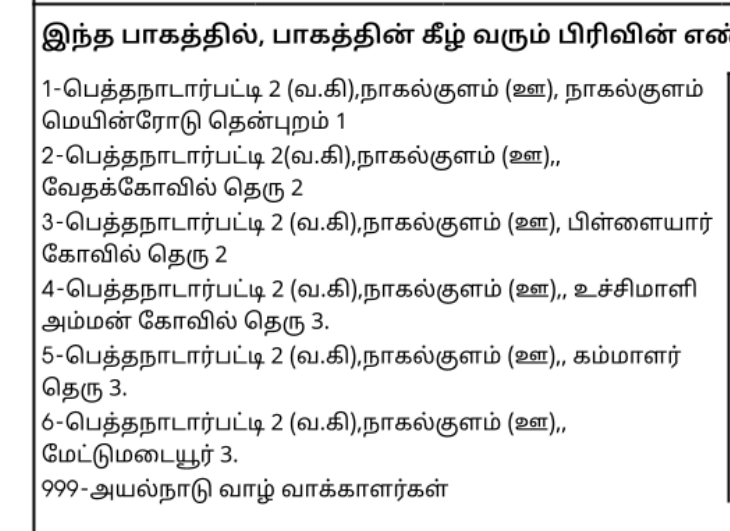 இந்த பாகத்தில், பாகத்தின் கீழ் வரும் பிரிவின் எண்
1-பெத்தநாடார்பட்டி 2 (வ.கி),நாகல்குளம் (ஊ), நாகல்குளம்
மெயின்ரோடு தென்புறம் 1
2-பெத்தநாடார்பட்டி 2(வ.கி),நாகல்குளம் (ஊ),,
வேதக்கோவில் தெரு 2
3-பெத்தநாடார்பட்டி 2 (வ.கி),நாகல்குளம் (ஊ), பிள்ளையார்
கோவில் தெரு 2
4-பெத்தநாடார்பட்டி 2 (வ.கி),நாகல்குளம் (ஊ),, உச்சிமாளி
அம்மன் கோவில் தெரு 3.
5-பெத்தநாடார்பட்டி 2 (வ.கி),நாகல்குளம் (ஊ),, கம்மாளர்
தெரு 3.
6-பெத்தநாடார்பட்டி 2 (வ.கி),நாகல்குளம் (ஊ),,
மேட்டுமடையூர் 3.
999-அயல்நாடு வாழ் வாக்காளர்கள்